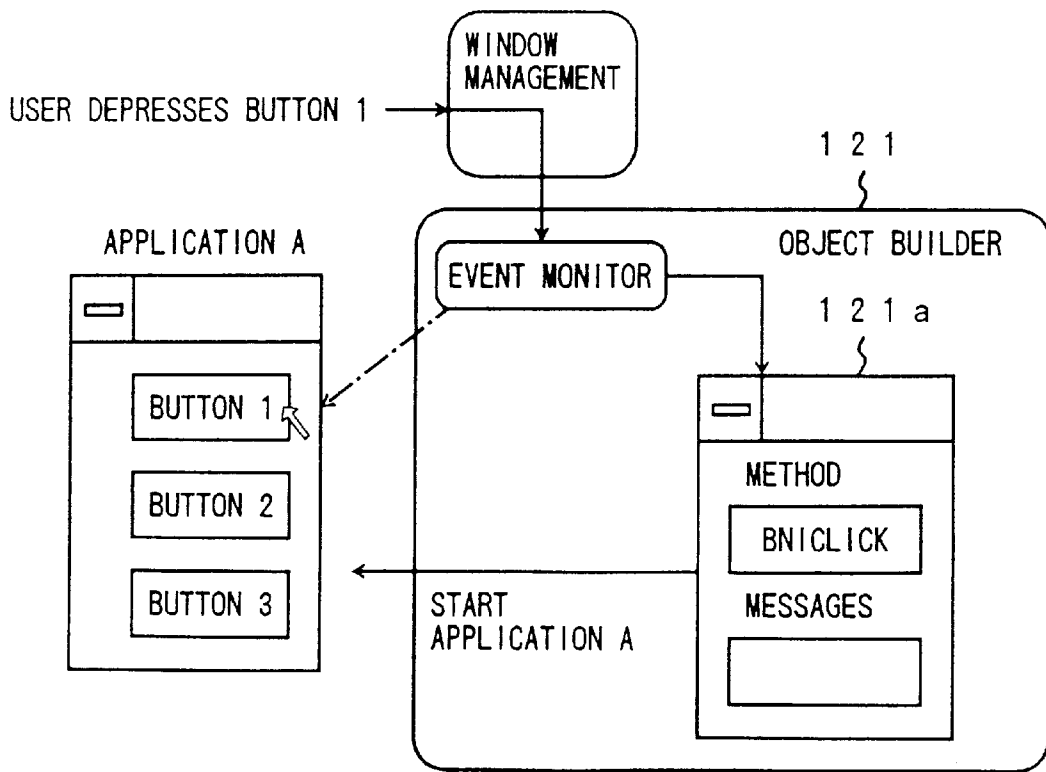 WINDOW
MANAGEMENT
USER DEPRESSES BUTTON 1
1 2 1
APPLICATION A
OBJECT BUILDER
EVENT MONITOR
1 2 1 a
BUTTON 1
BUTTON 2
BUTTON 3
METHOD
BNICLICK
START
APPLICATION A
MESSAGES